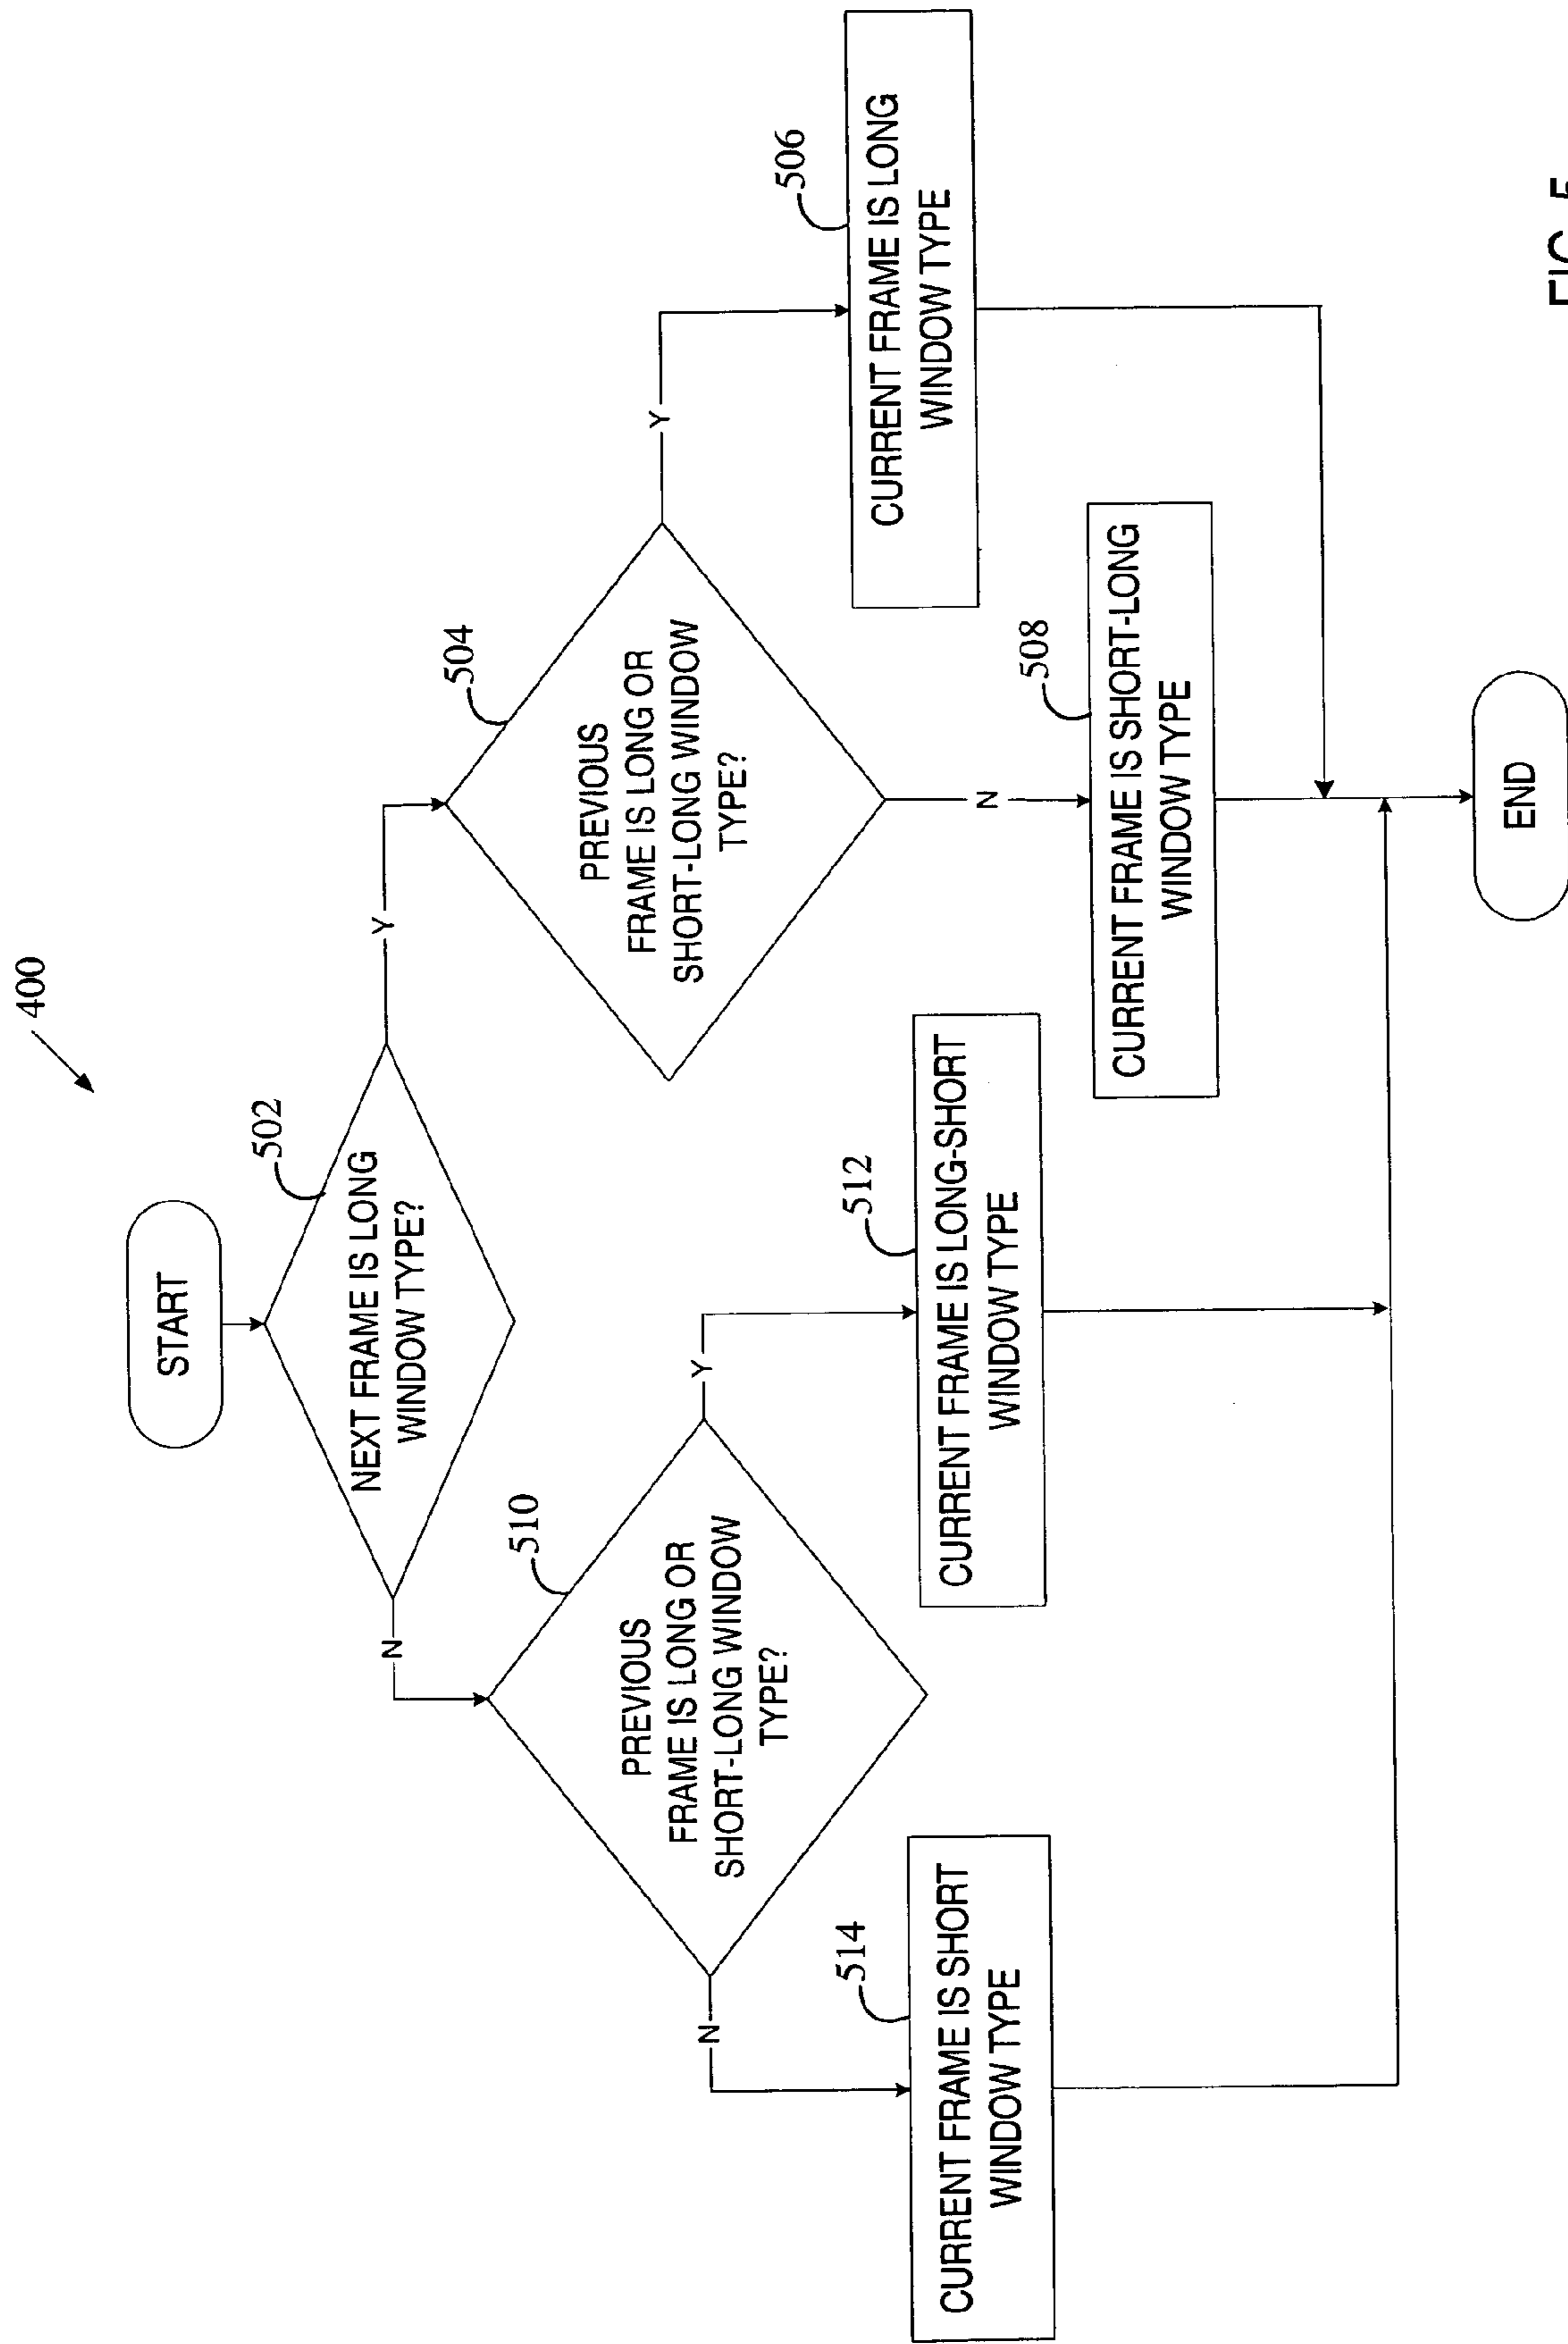 400
START
502
NEXT FRAME IS LONG
WINDOW TYPE?
N
Y
510
PREVIOUS
FRAME IS LONG OR
SHORT-LONG WINDOW
TYPE?
504
PREVIOUS
FRAME IS LONG OR
SHORT-LONG WINDOW
TYPE?
N
Y
Y
N
514
CURRENT FRAME IS SHORT
WINDOW TYPE
512
CURRENT FRAME IS LONG-SHORT
WINDOW TYPE
506
CURRENT FRAME IS LONG
WINDOW TYPE
508
CURRENT FRAME IS SHORT-LONG
WINDOW TYPE
END